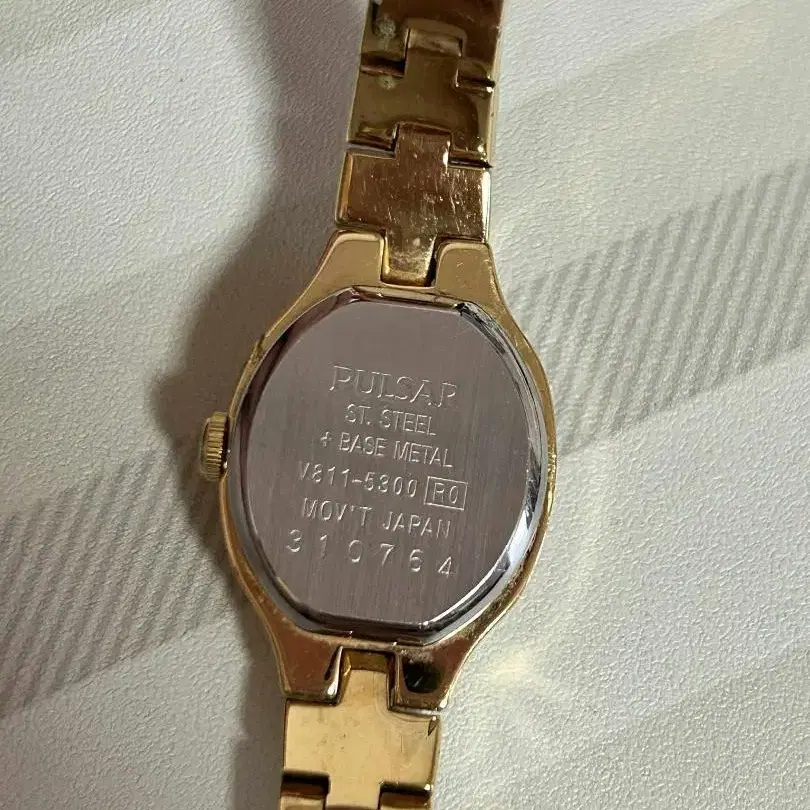 PULSAR
ST. STEEL
+ BASE METAL
V811-5300 R0
MOV'T JAPAN
310764